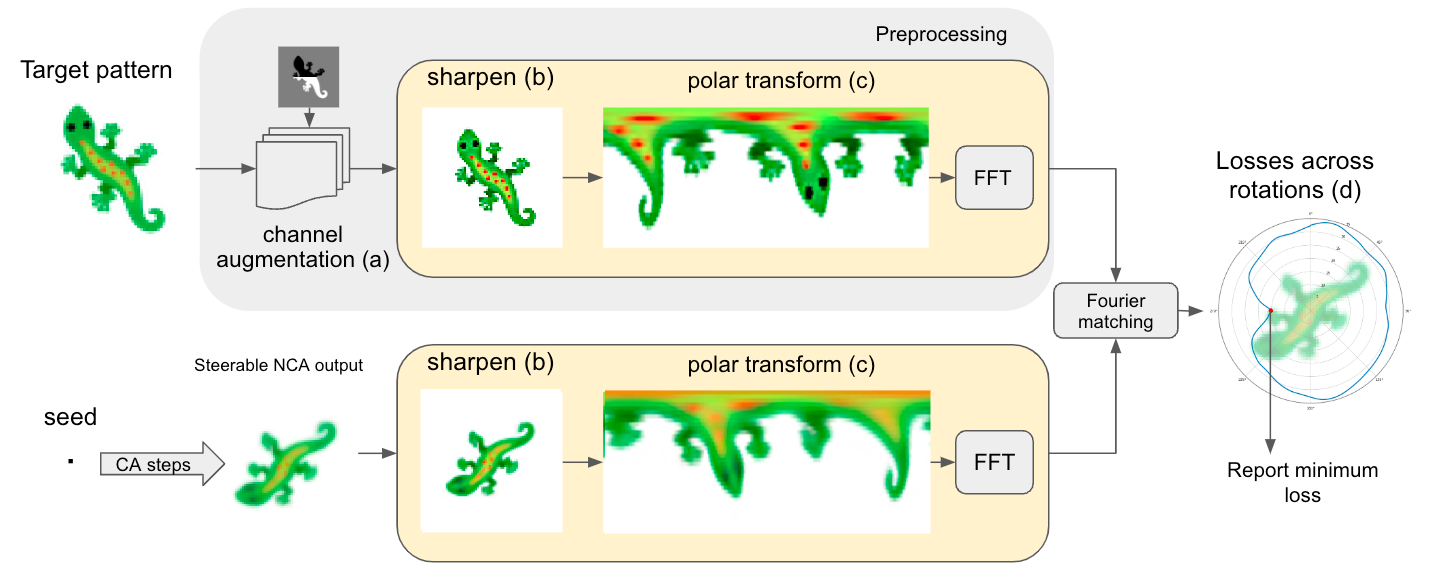 Preprocessing
Target pattern
sharpen (b)
polar transform (c)
FFT
channel
augmentation (a)
Losses across
rotations (d)
Fourier
matching
Steerable NCA output
sharpen (b)
polar transform (c)
seed
CA steps
FFT
Report minimum
loss